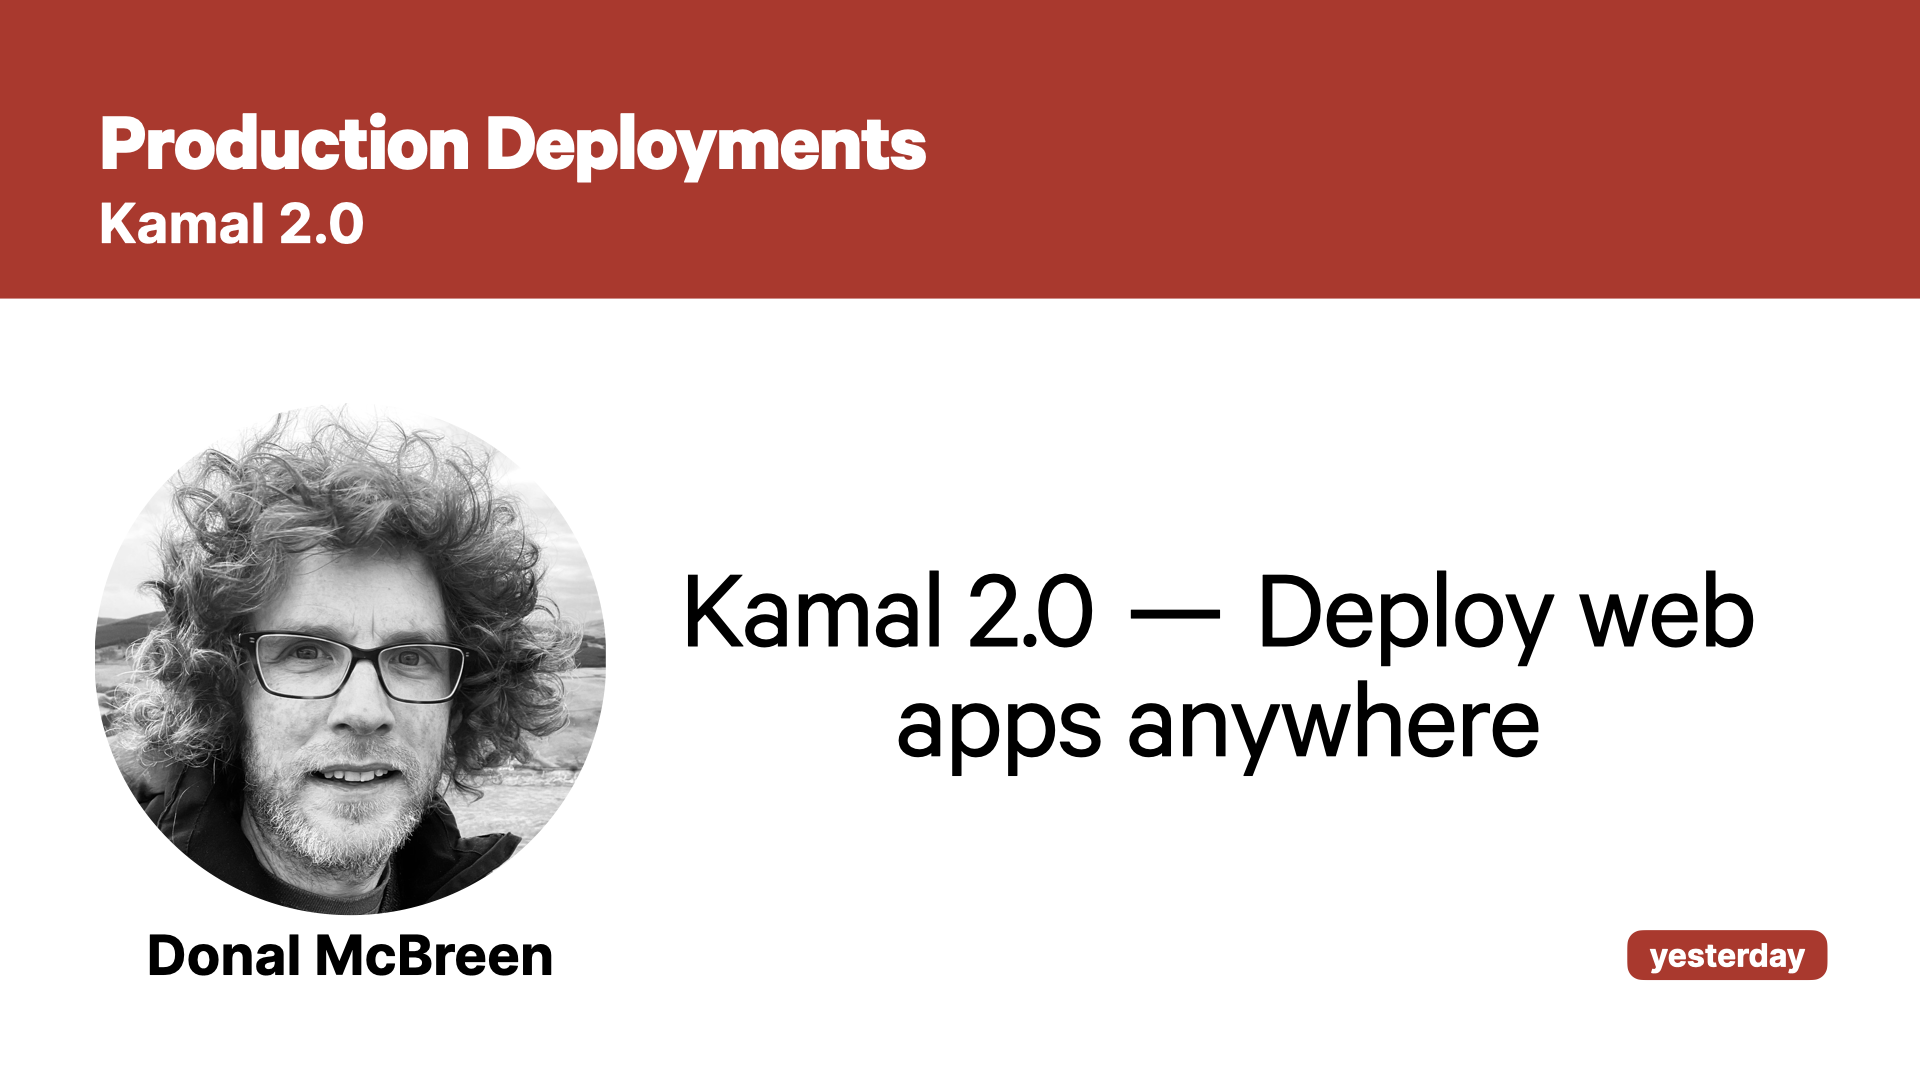 Production Deployments
Kamal 2.0
Kamal 2.0 — Deploy web
apps anywhere
Donal McBreen
yesterday